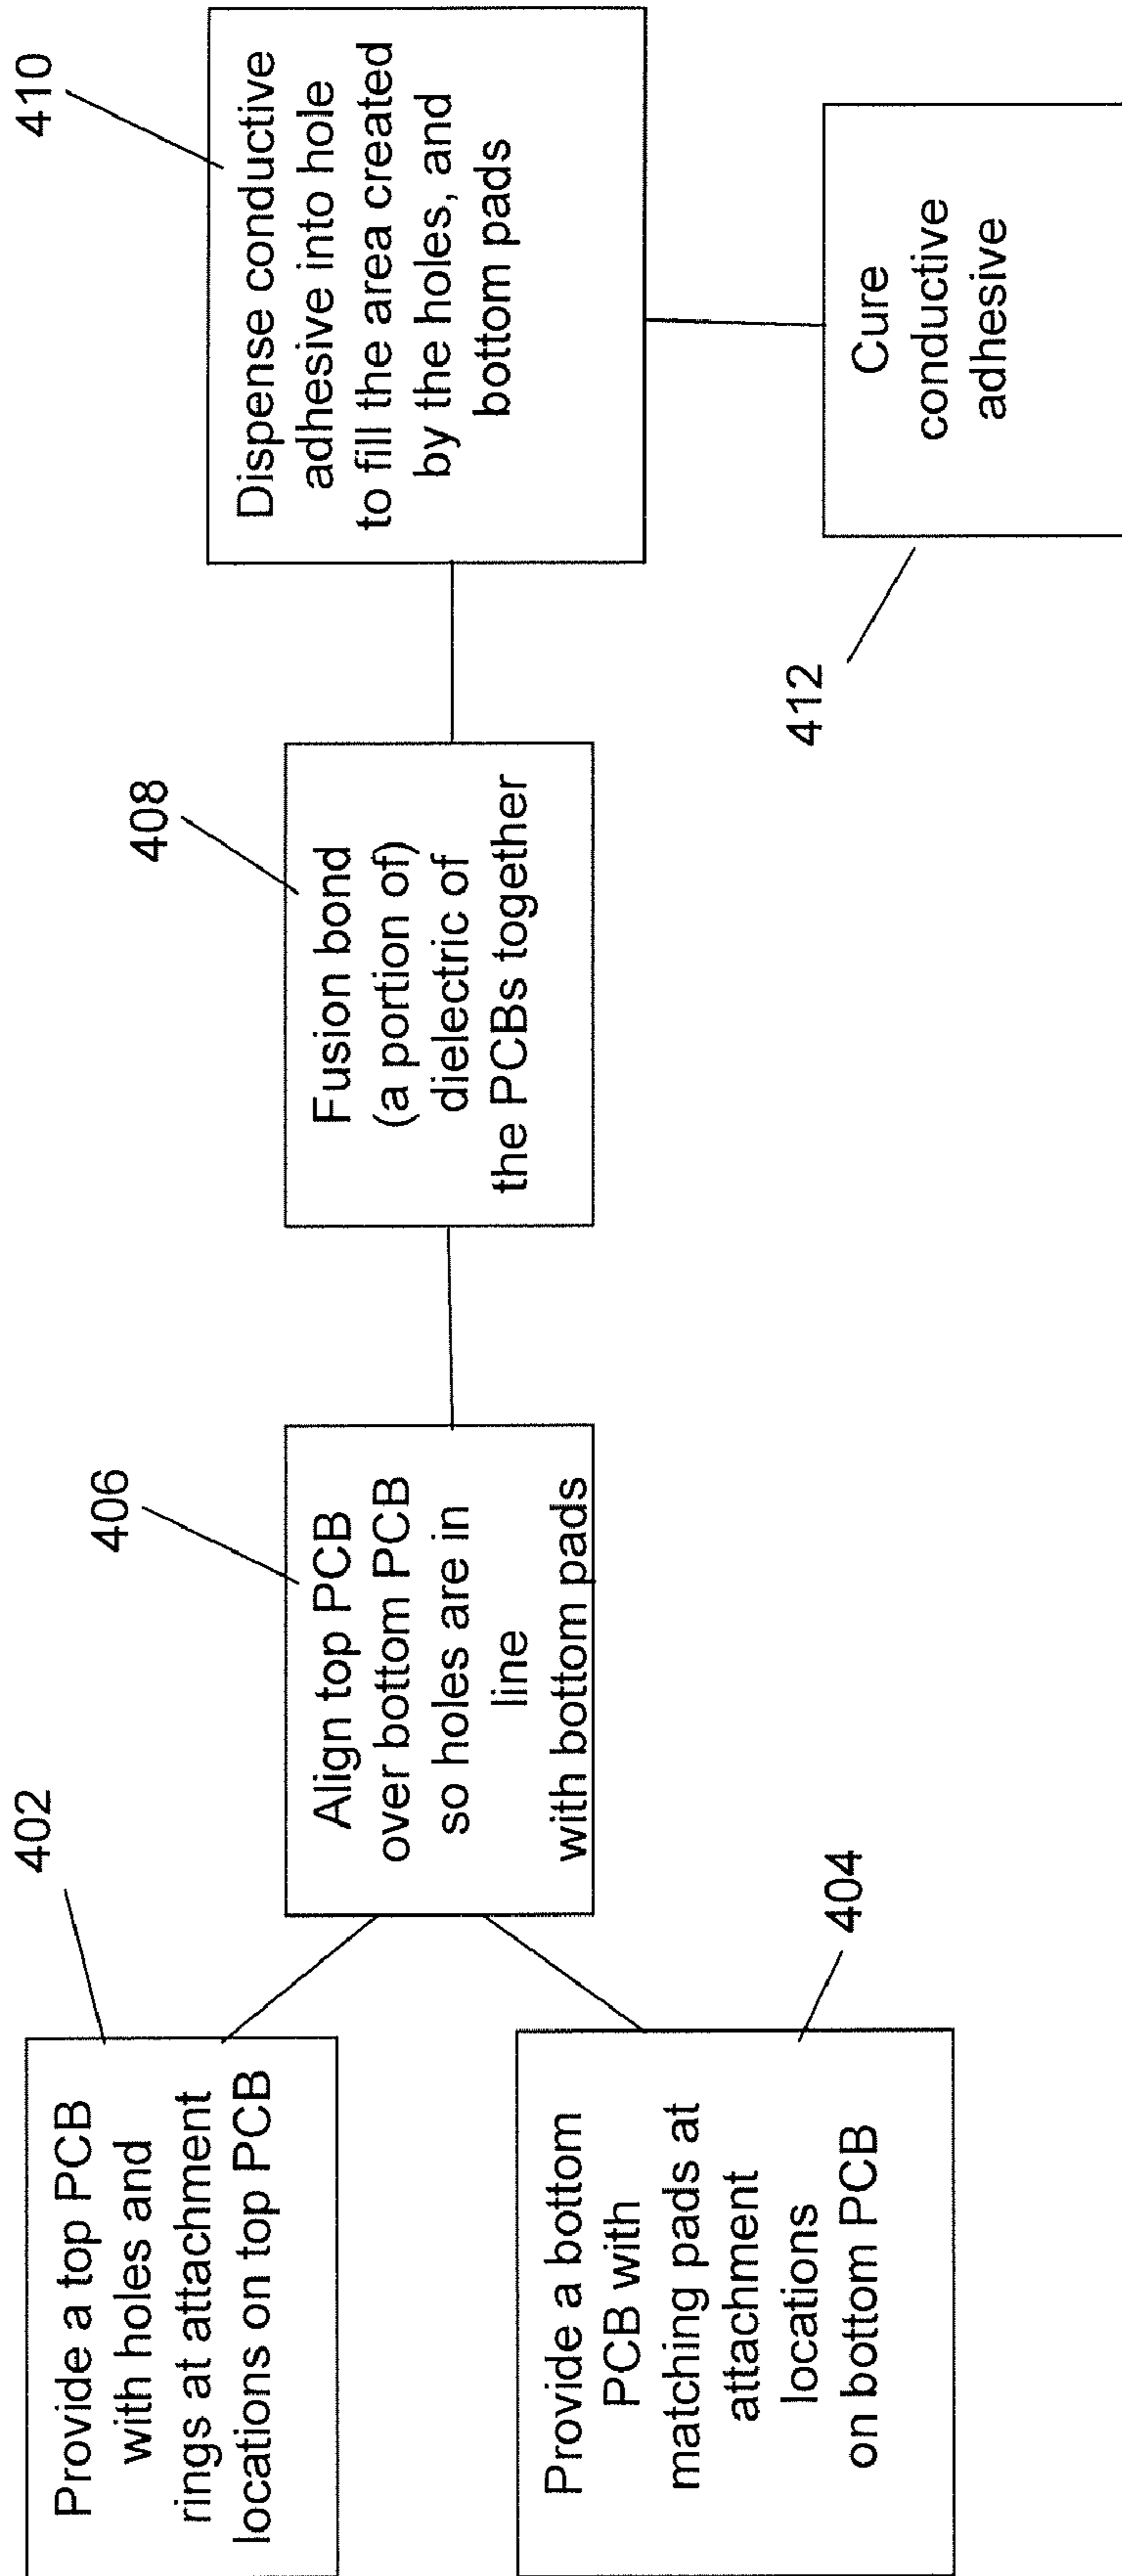 402
Provide a top PCB
with holes and
rings at attachment
locations on top PCB
404
Provide a bottom
PCB with
matching pads at
attachment
locations
on bottom PCB
406
Align top PCB
over bottom PCB
so holes are in
line
with bottom pads
408
Fusion bond
(a portion of)
dielectric of
the PCBs together
410
Dispense conductive
adhesive into hole
to fill the area created
by the holes, and
bottom pads
412
Cure
conductive
adhesive